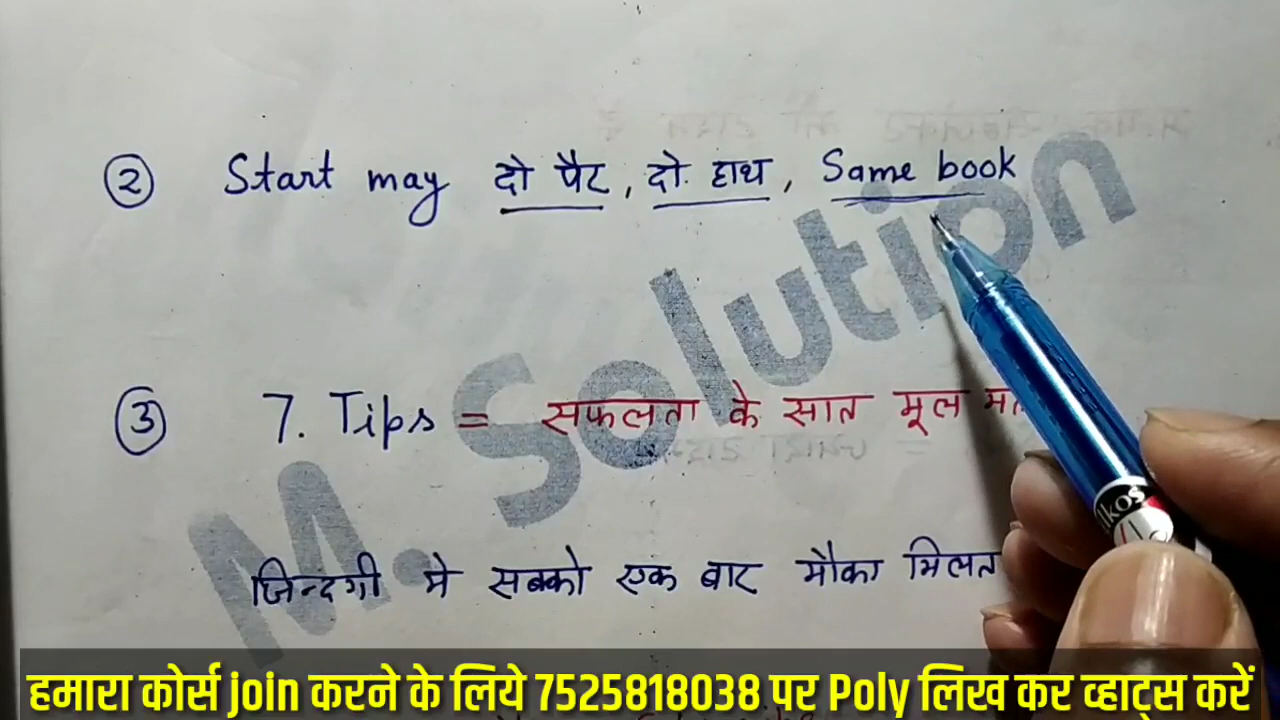 ② Start may दो पैर, दो हाथ, Same book
③ 7. Tips = सफलता के सात मूल
जिन्दगी मे सबको एक बार मौका
M. Solution
lkos
हमारा कोर्स join करने के लिये 7525818038 पर Poly लिख कर व्हाट्स करें